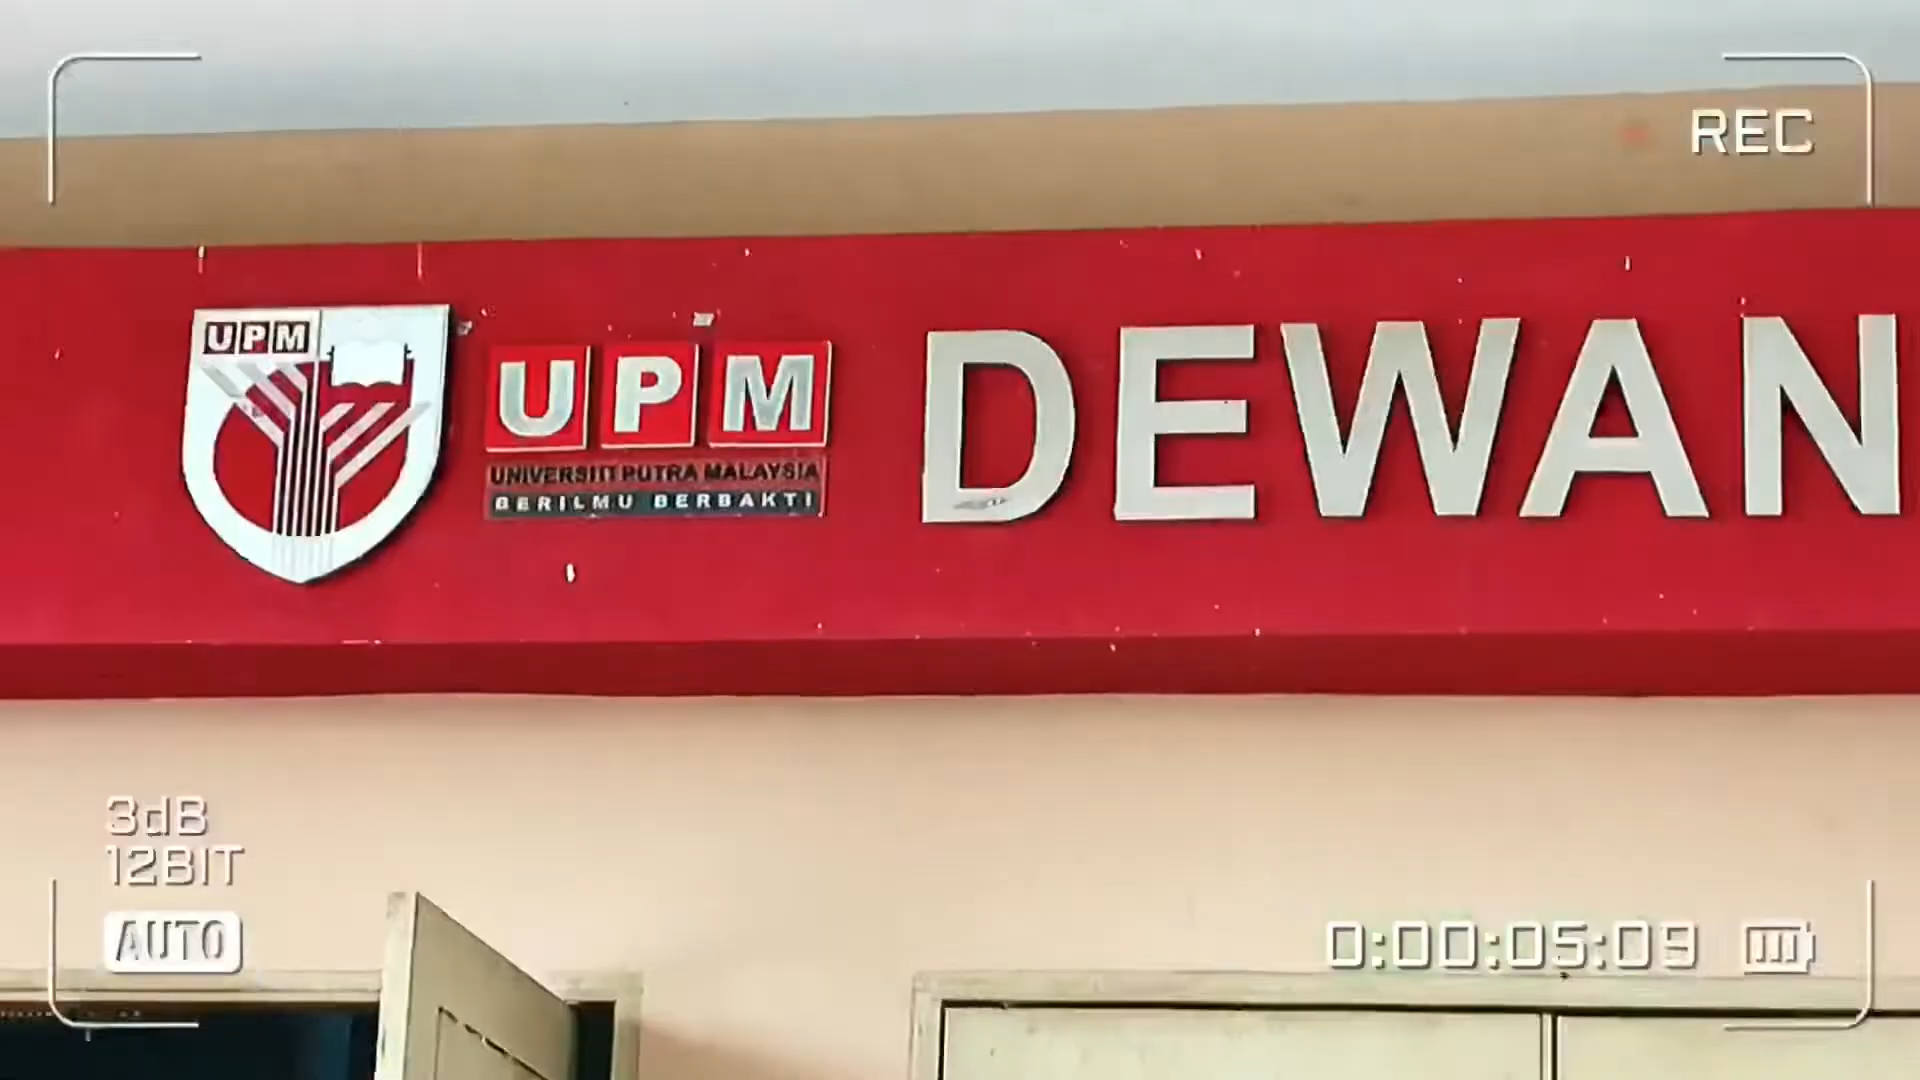 REC
UPM
UPM
DEWAN
UNIVERSITI PUTRA MALAYSIA
BERILMU BERBAKTI
3dB
12BIT
AUTO
0:00:05:09